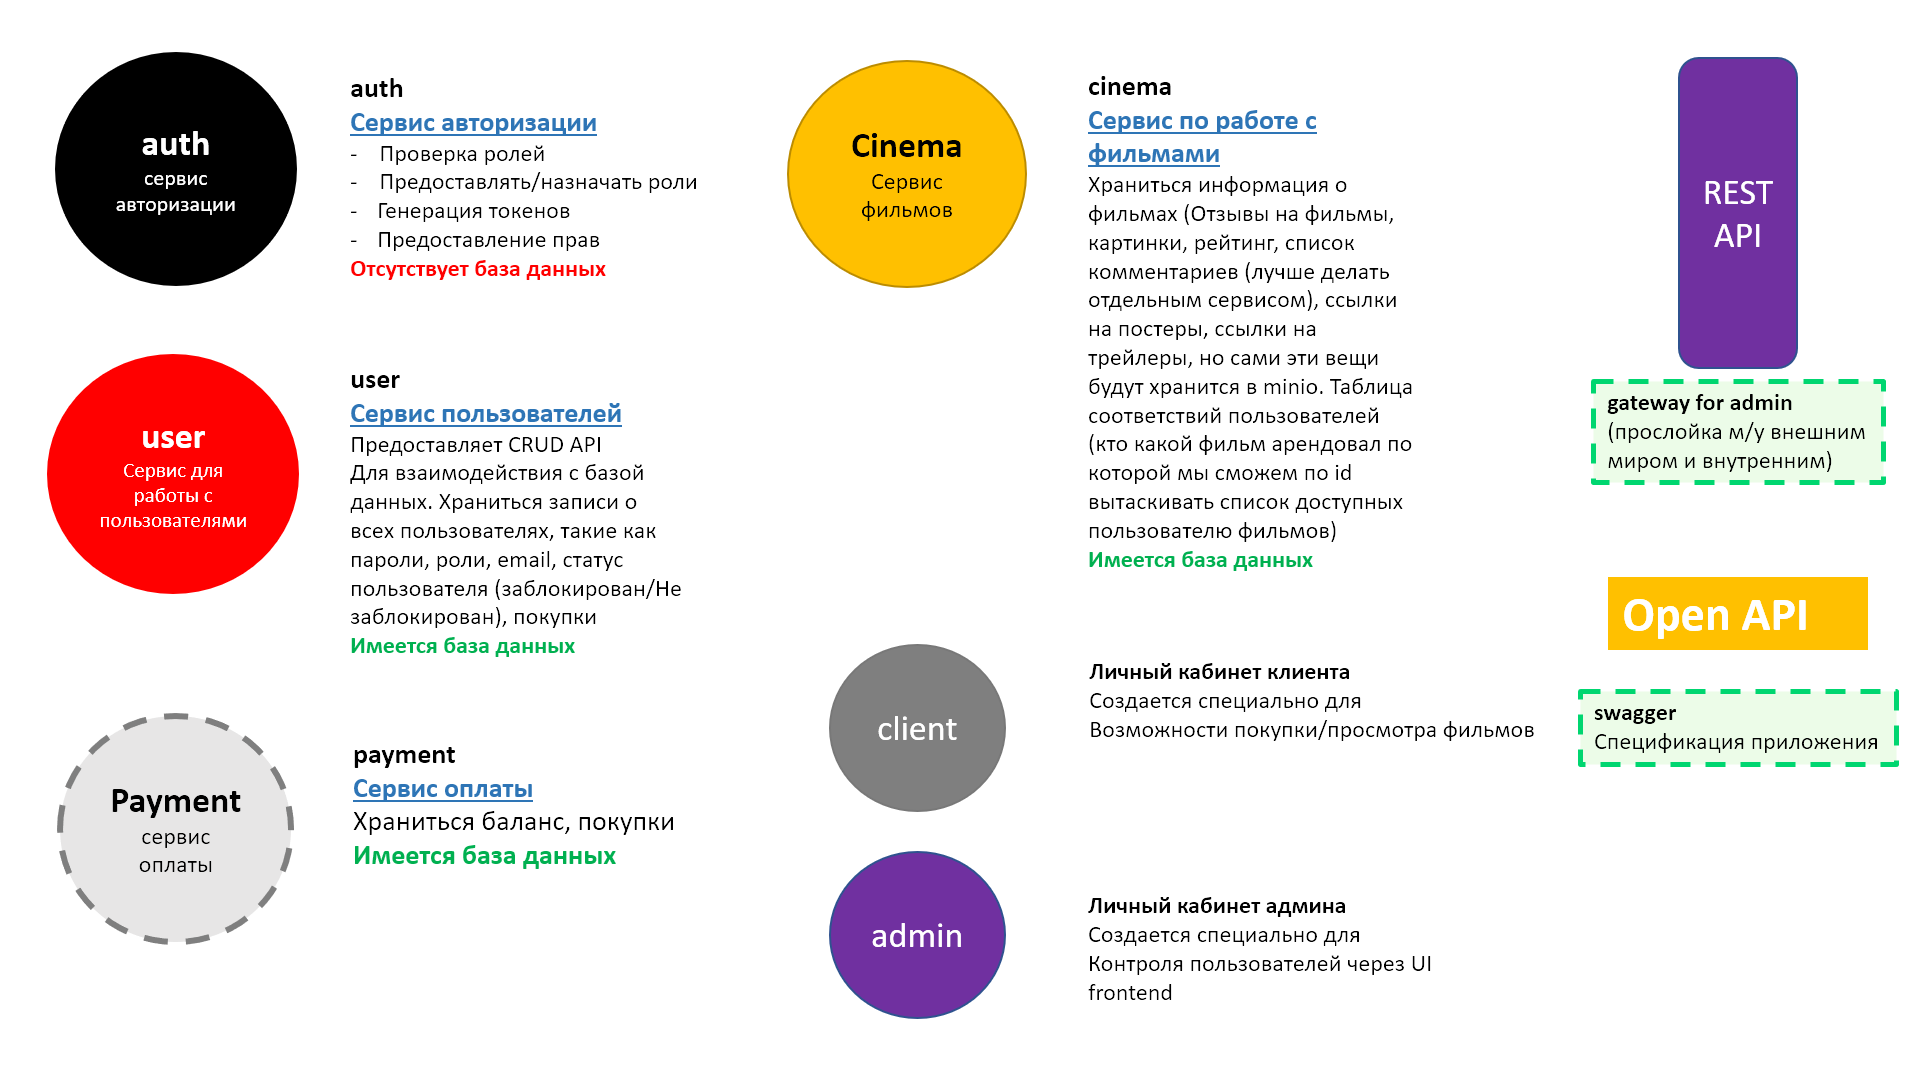 auth
сервис
авторизации
auth
Сервис авторизации
- Проверка ролей
- Предоставлять/назначать роли
- Генерация токенов
- Предоставление прав
Отсутствует база данных
user
Сервис для
работы с
пользователями
user
Сервис пользователей
Предоставляет CRUD API
Для взаимодействия с базой
данных. Храниться записи о
всех пользователях, такие как
пароли, роли, email, статус
пользователя (заблокирован/Не
заблокирован), покупки
Имеется база данных
Payment
сервис
оплаты
payment
Сервис оплаты
Храниться баланс, покупки
Имеется база данных
Cinema
Сервис
фильмов
cinema
Сервис по работе с
фильмами
Храниться информация о
фильмах (Отзывы на фильмы,
картинки, рейтинг, список
комментариев (лучше делать
отдельным сервисом), ссылки
на постеры, ссылки на
трейлеры, но сами эти вещи
будут хранится в minio. Таблица
соответствий пользователей
(кто какой фильм арендовал по
которой мы сможем по id
вытаскивать список доступных
пользователю фильмов)
Имеется база данных
client
Личный кабинет клиента
Создается специально для
Возможности покупки/просмотра фильмов
admin
Личный кабинет админа
Создается специально для
Контроля пользователей через UI
frontend
REST
API
gateway for admin
(прослойка м/у внешним
миром и внутренним)
Open API
swagger
Спецификация приложения